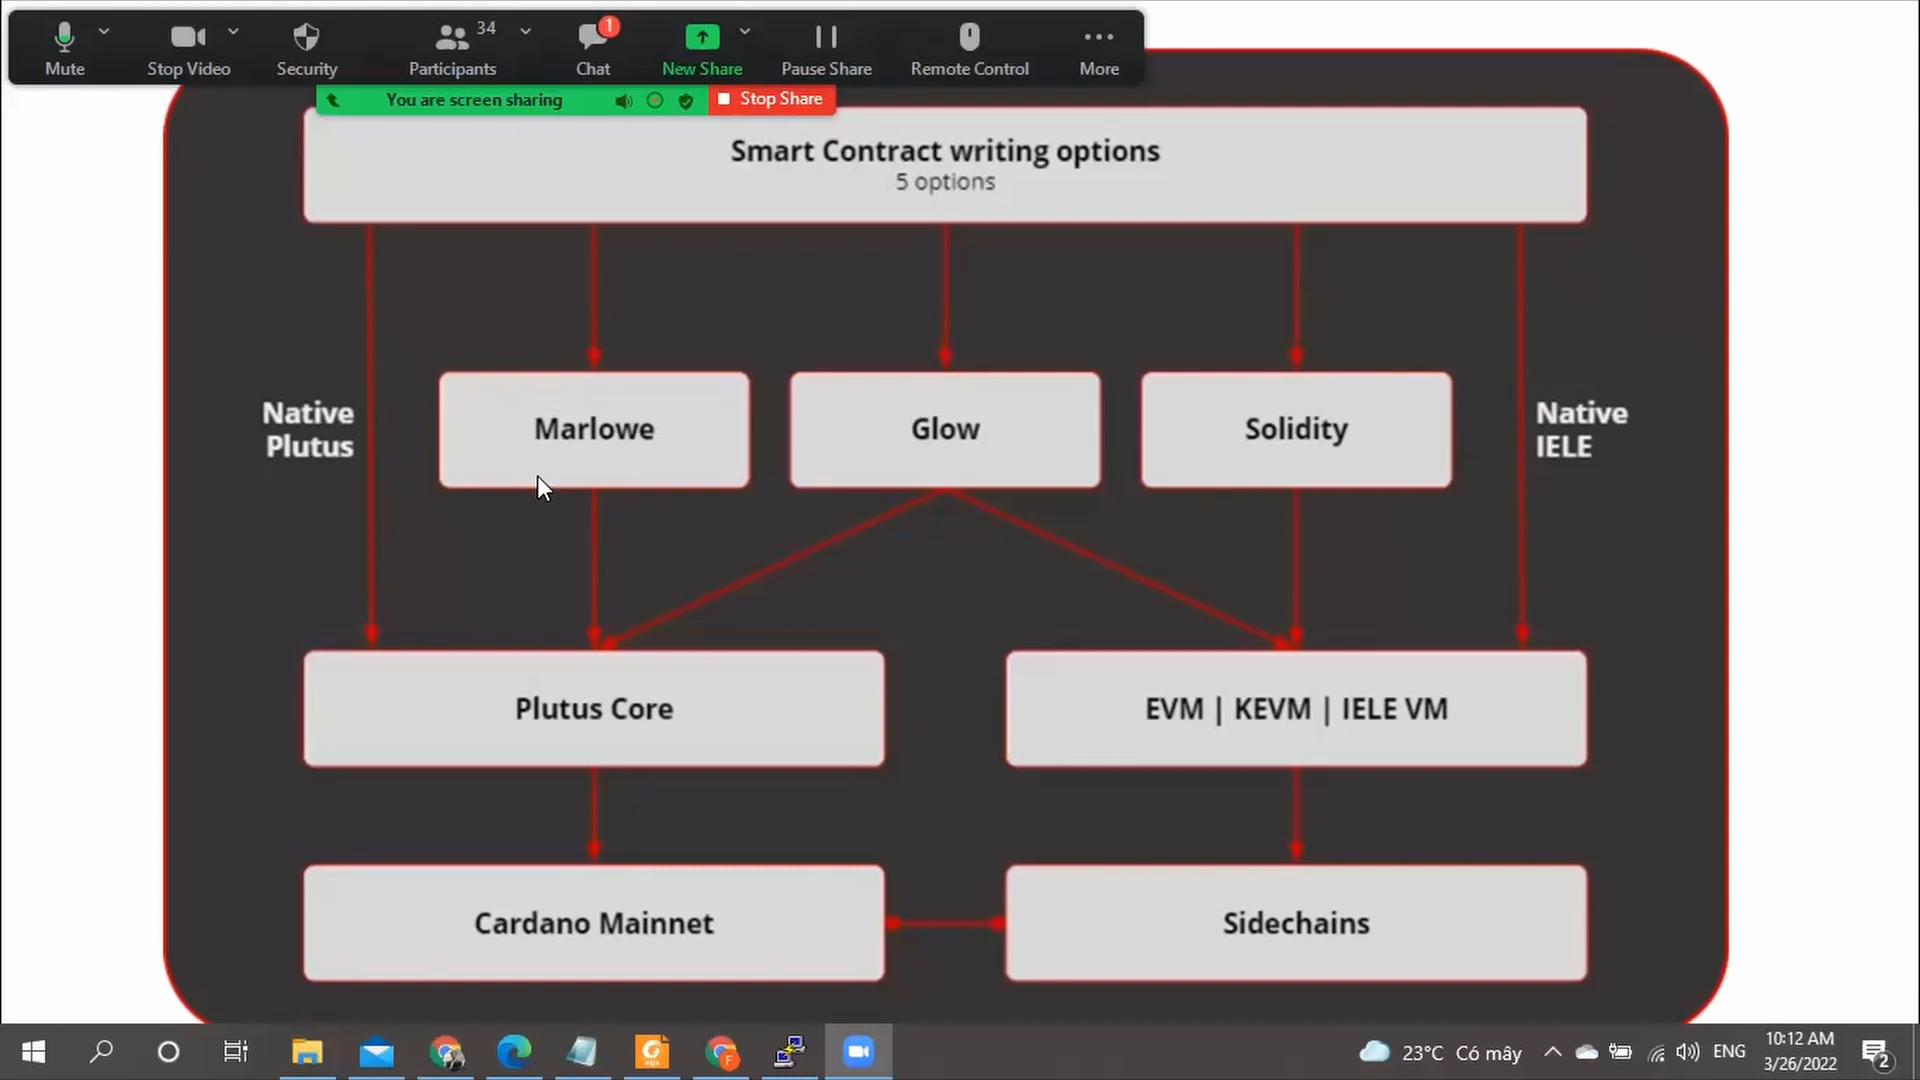 34
1
Mute
Stop Video
Security
Participants
Chat
New Share
Pause Share
Remote Control
More
You are screen sharing
Stop Share
Smart Contract writing options
5 options
Native
Plutus
Marlowe
Glow
Solidity
Native
IELE
Plutus Core
EVM | KEVM | IELE VM
Cardano Mainnet
Sidechains
23°C Có mây
ENG
10:12 AM
3/26/2022
2